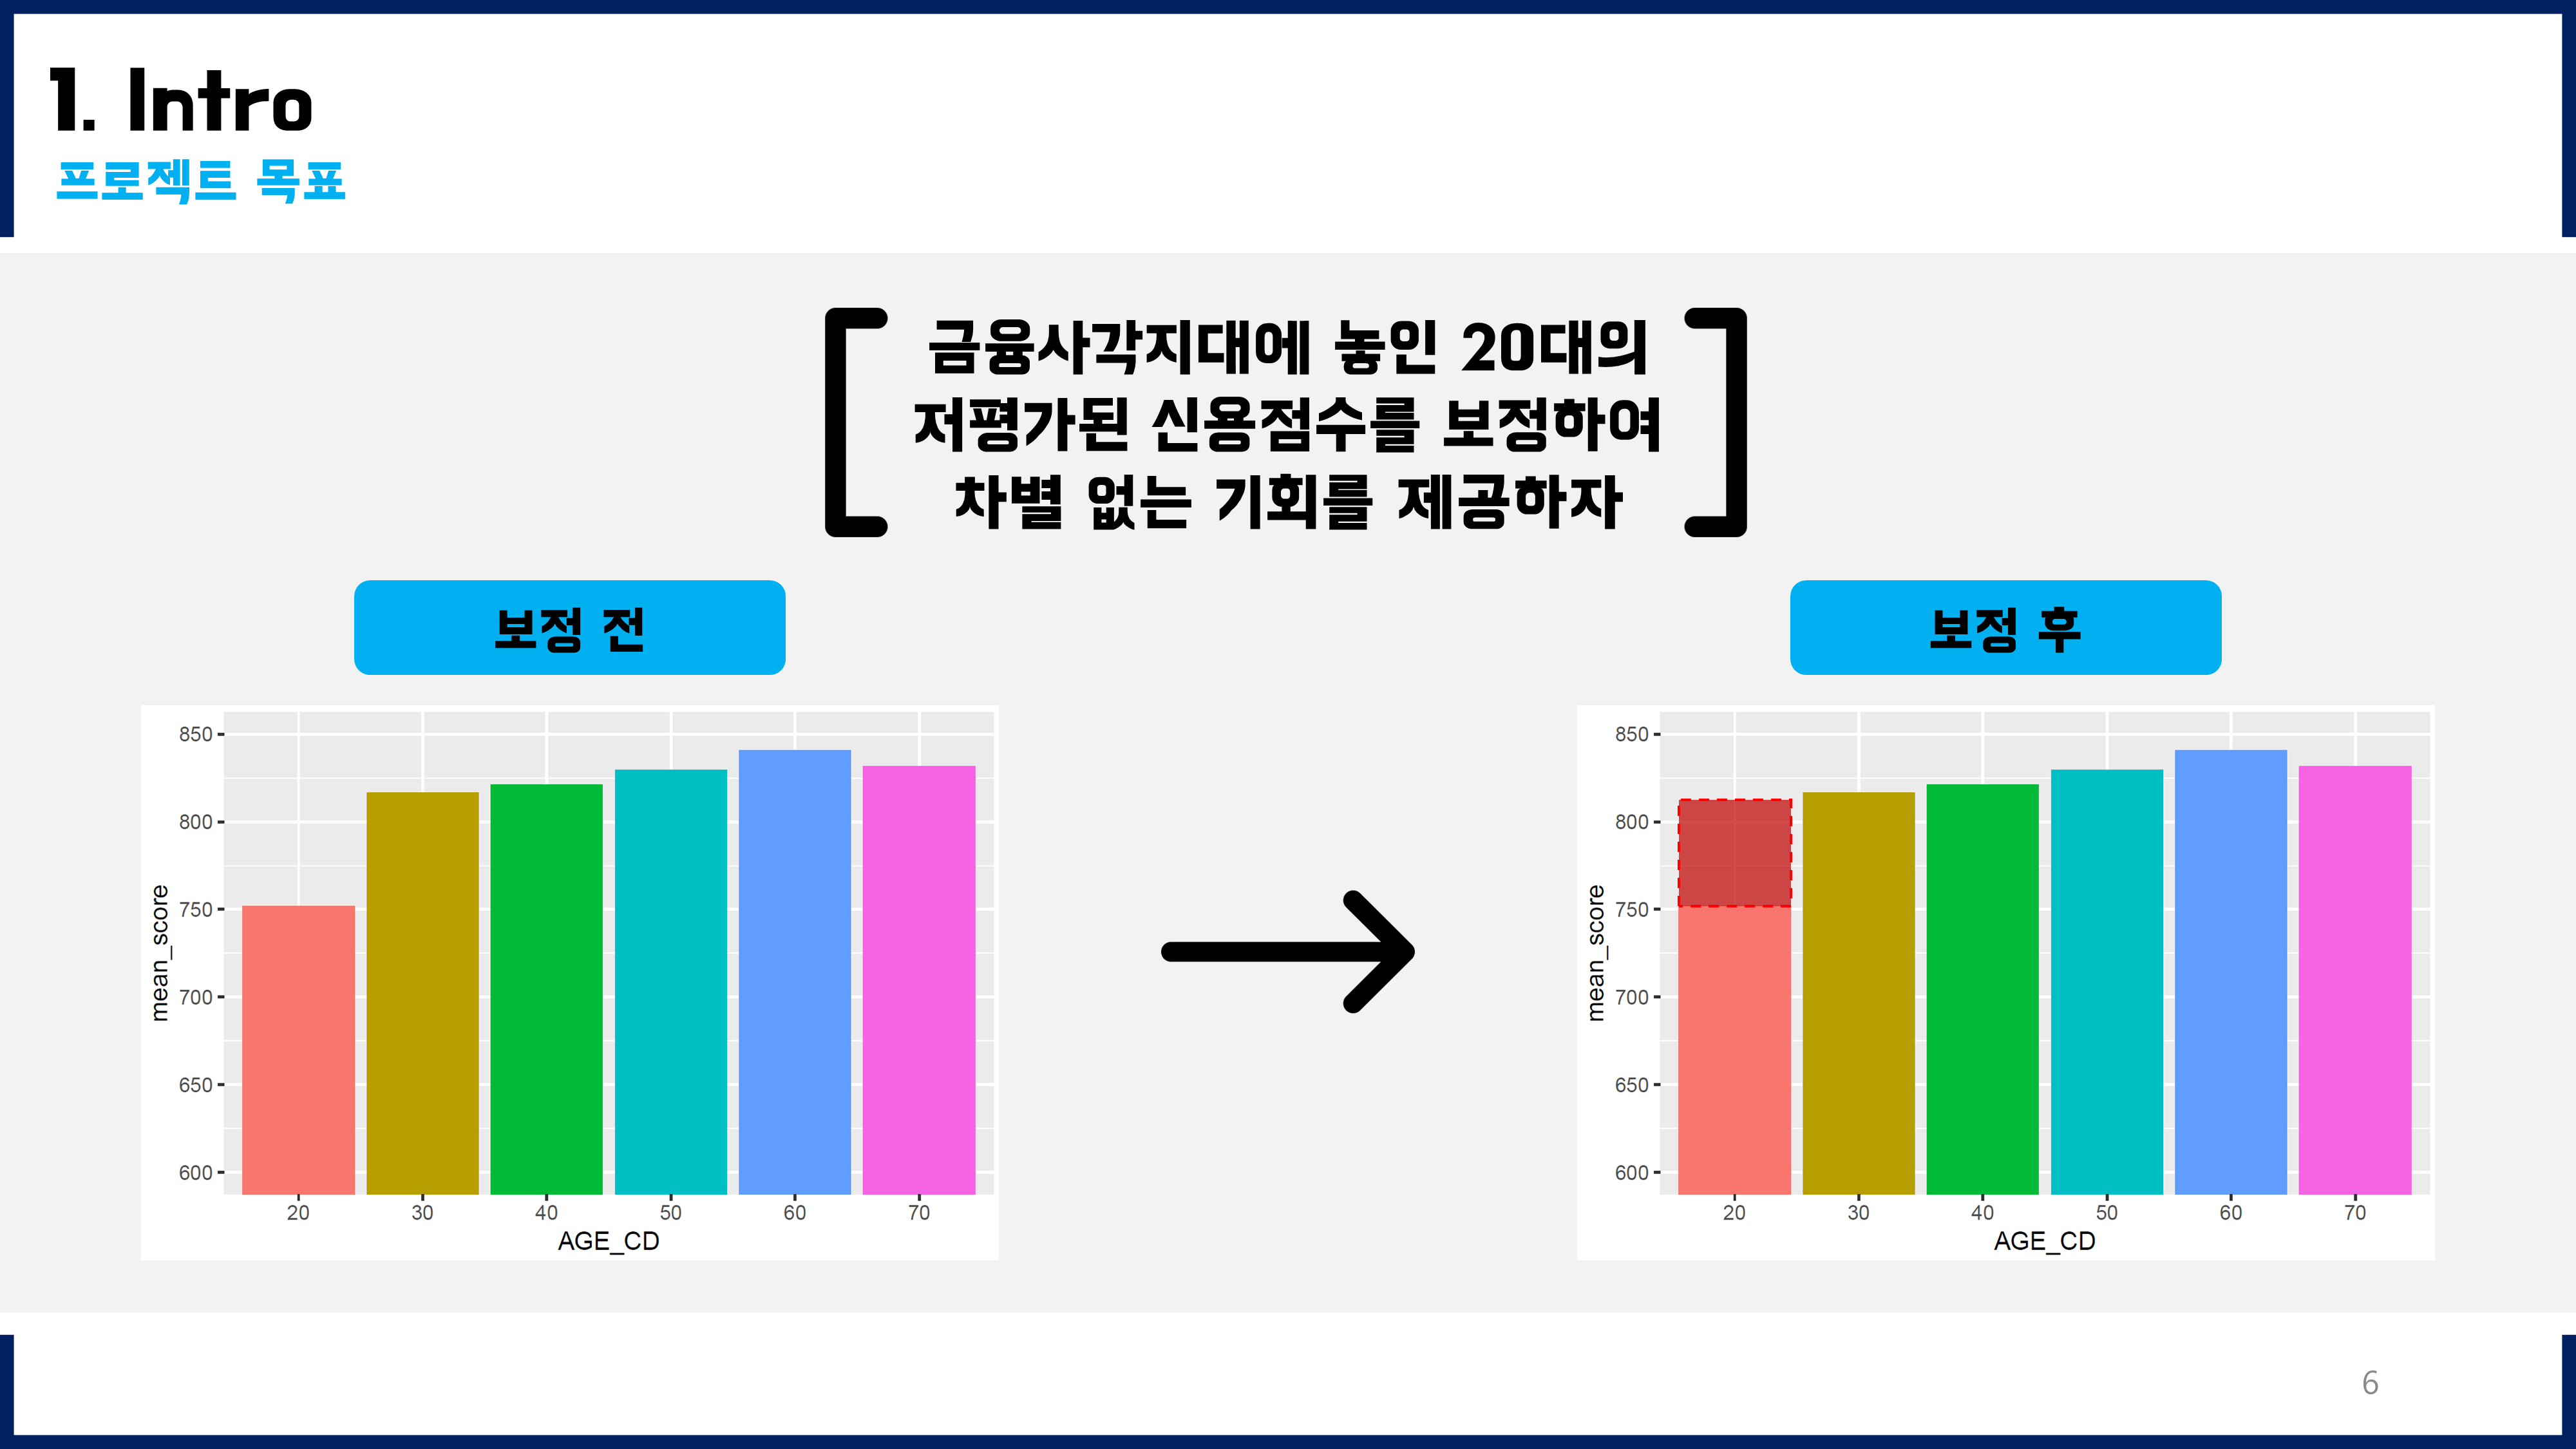 1. Intro
프로젝트 목표
금융사각지대에 놓인 20대의
저평가된 신용점수를 보정하여
차별 없는 기회를 제공하자
보정 전
보정 후
850
800
750
700
650
600
mean_score
20 30 40 50 60 70
AGE_CD
850
800
750
700
650
600
mean_score
20 30 40 50 60 70
AGE_CD
6